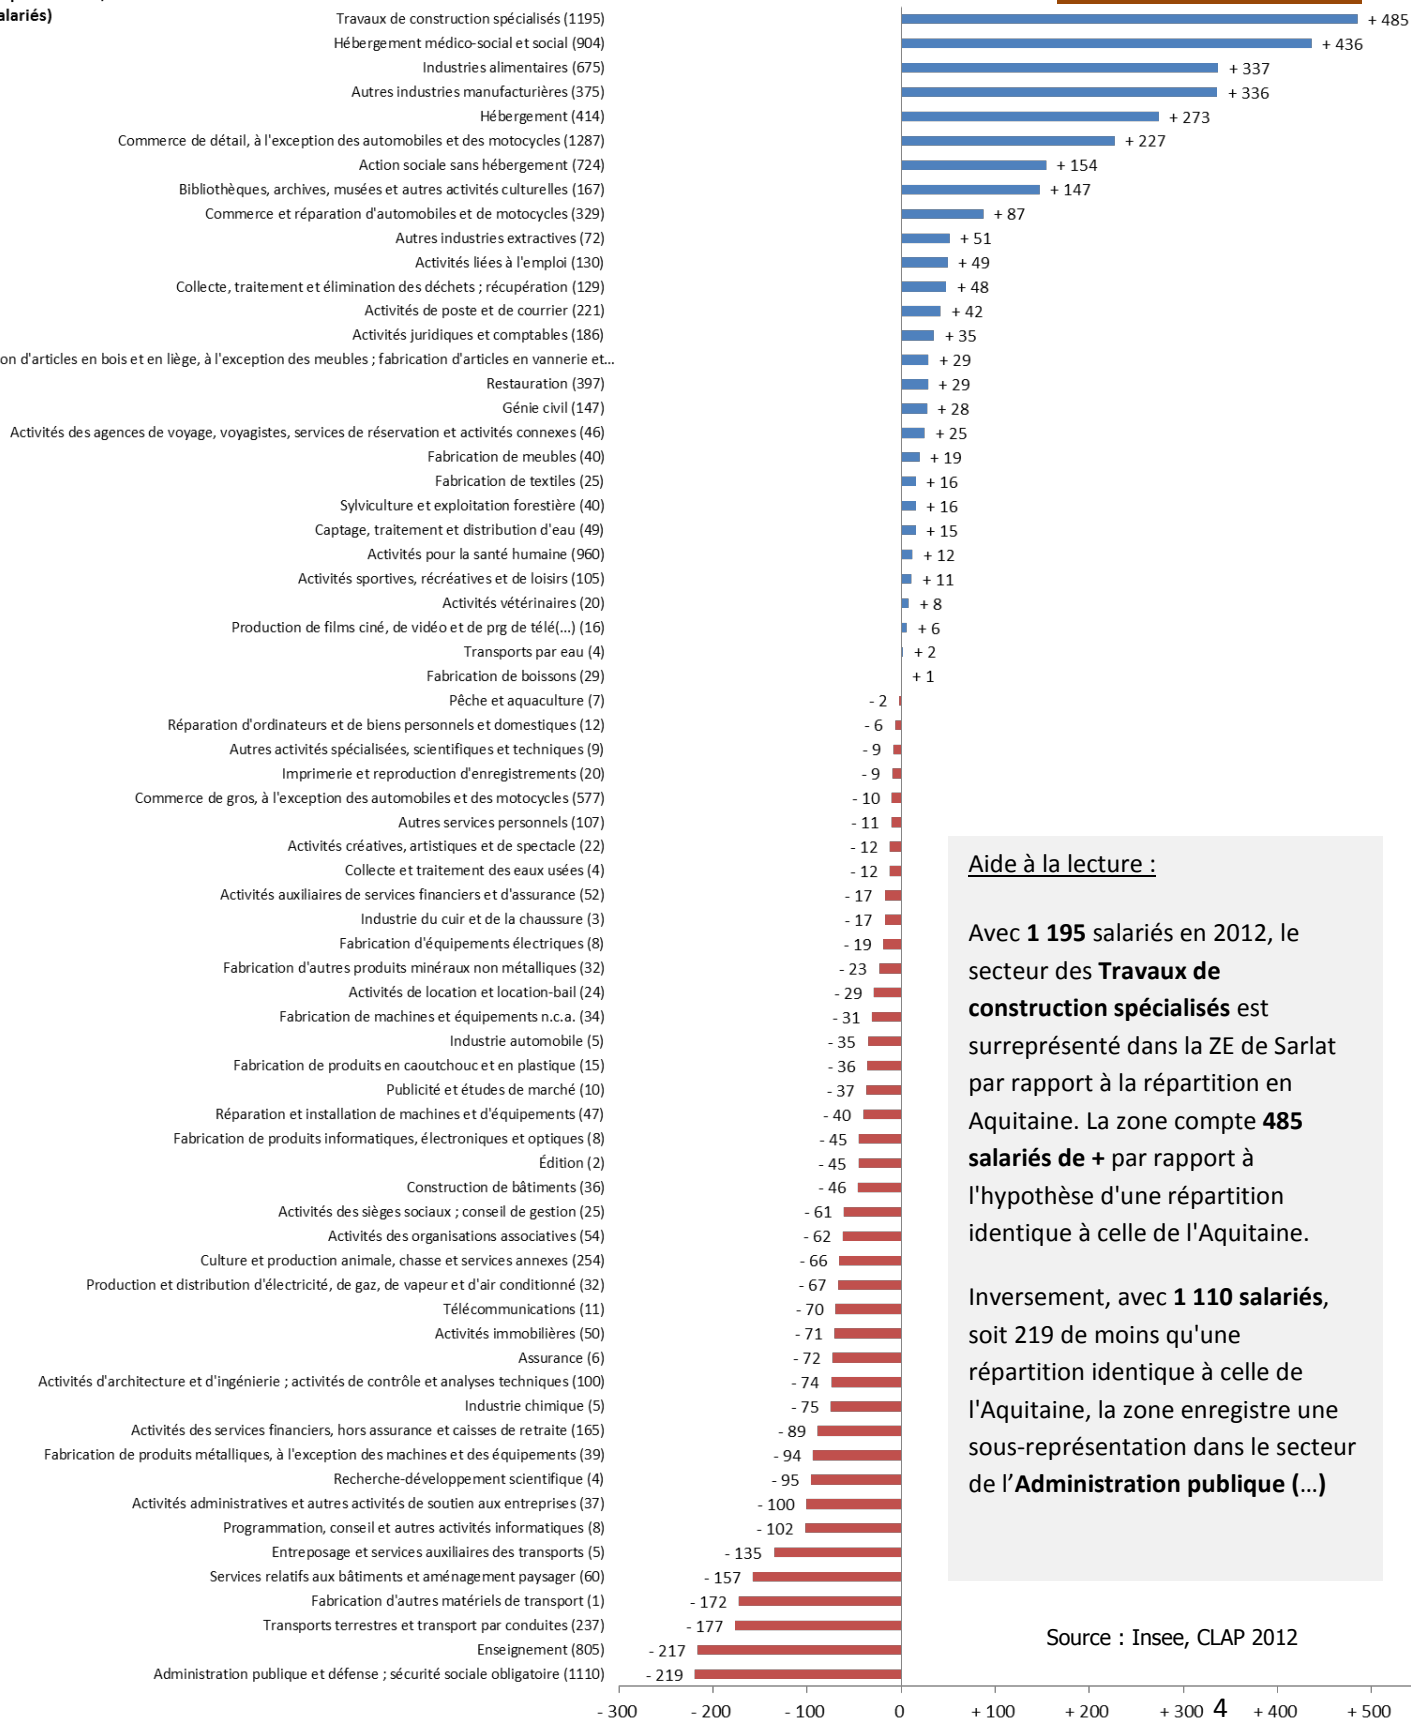 alariés)
Travaux de construction spécialisés (1195) + 485
Hébergement médico-social et social (904) + 436
Industries alimentaires (675) + 337
Autres industries manufacturières (375) + 336
Hébergement (414) + 273
Commerce de détail, à l'exception des automobiles et des motocycles (1287) + 227
Action sociale sans hébergement (724) + 154
Bibliothèques, archives, musées et autres activités culturelles (167) + 147
Commerce et réparation d'automobiles et de motocycles (329) + 87
Autres industries extractives (72) + 51
Activités liées à l'emploi (130) + 49
Collecte, traitement et élimination des déchets ; récupération (129) + 48
Activités de poste et de courrier (221) + 42
Activités juridiques et comptables (186) + 35
on d'articles en bois et en liège, à l'exception des meubles ; fabrication d'articles en vannerie et... + 29
Restauration (397) + 29
Génie civil (147) + 28
Activités des agences de voyage, voyagistes, services de réservation et activités connexes (46) + 25
Fabrication de meubles (40) + 19
Fabrication de textiles (25) + 16
Sylviculture et exploitation forestière (40) + 16
Captage, traitement et distribution d'eau (49) + 15
Activités pour la santé humaine (960) + 12
Activités sportives, récréatives et de loisirs (105) + 11
Activités vétérinaires (20) + 8
Production de films ciné, de vidéo et de prg de télé(...) (16) + 6
Transports par eau (4) + 2
Fabrication de boissons (29) + 1
Pêche et aquaculture (7) - 2
Réparation d'ordinateurs et de biens personnels et domestiques (12) - 6
Autres activités spécialisées, scientifiques et techniques (9) - 9
Imprimerie et reproduction d'enregistrements (20) - 9
Commerce de gros, à l'exception des automobiles et des motocycles (577) - 10
Autres services personnels (107) - 11
Activités créatives, artistiques et de spectacle (22) - 12
Collecte et traitement des eaux usées (4) - 12
Activités auxiliaires de services financiers et d'assurance (52) - 17
Industrie du cuir et de la chaussure (3) - 17
Fabrication d'équipements électriques (8) - 19
Fabrication d'autres produits minéraux non métalliques (32) - 23
Activités de location et location-bail (24) - 29
Fabrication de machines et équipements n.c.a. (34) - 31
Industrie automobile (5) - 35
Fabrication de produits en caoutchouc et en plastique (15) - 36
Publicité et études de marché (10) - 37
Réparation et installation de machines et d'équipements (47) - 40
Fabrication de produits informatiques, électroniques et optiques (8) - 45
Édition (2) - 45
Construction de bâtiments (36) - 46
Activités des sièges sociaux ; conseil de gestion (25) - 61
Activités des organisations associatives (54) - 62
Culture et production animale, chasse et services annexes (254) - 66
Production et distribution d'électricité, de gaz, de vapeur et d'air conditionné (32) - 67
Télécommunications (11) - 70
Activités immobilières (50) - 71
Assurance (6) - 72
Activités d'architecture et d'ingénierie ; activités de contrôle et analyses techniques (100) - 74
Industrie chimique (5) - 75
Activités des services financiers, hors assurance et caisses de retraite (165) - 89
Fabrication de produits métalliques, à l'exception des machines et des équipements (39) - 94
Recherche-développement scientifique (4) - 95
Activités administratives et autres activités de soutien aux entreprises (37) - 100
Programmation, conseil et autres activités informatiques (8) - 102
Entreposage et services auxiliaires des transports (5) - 135
Services relatifs aux bâtiments et aménagement paysager (60) - 157
Fabrication d'autres matériels de transport (1) - 172
Transports terrestres et transport par conduites (237) - 177
Enseignement (805) - 217
Administration publique et défense ; sécurité sociale obligatoire (1110) - 219
- 300 - 200 - 100 0 + 100 + 200 + 300 + 400 + 500
Aide à la lecture :
Avec 1 195 salariés en 2012, le
secteur des Travaux de
construction spécialisés est
surreprésenté dans la ZE de Sarlat
par rapport à la répartition en
Aquitaine. La zone compte 485
salariés de + par rapport à
l'hypothèse d'une répartition
identique à celle de l'Aquitaine.
Inversement, avec 1 110 salariés,
soit 219 de moins qu'une
répartition identique à celle de
l'Aquitaine, la zone enregistre une
sous-représentation dans le secteur
de l'Administration publique (...)
Source : Insee, CLAP 2012
4